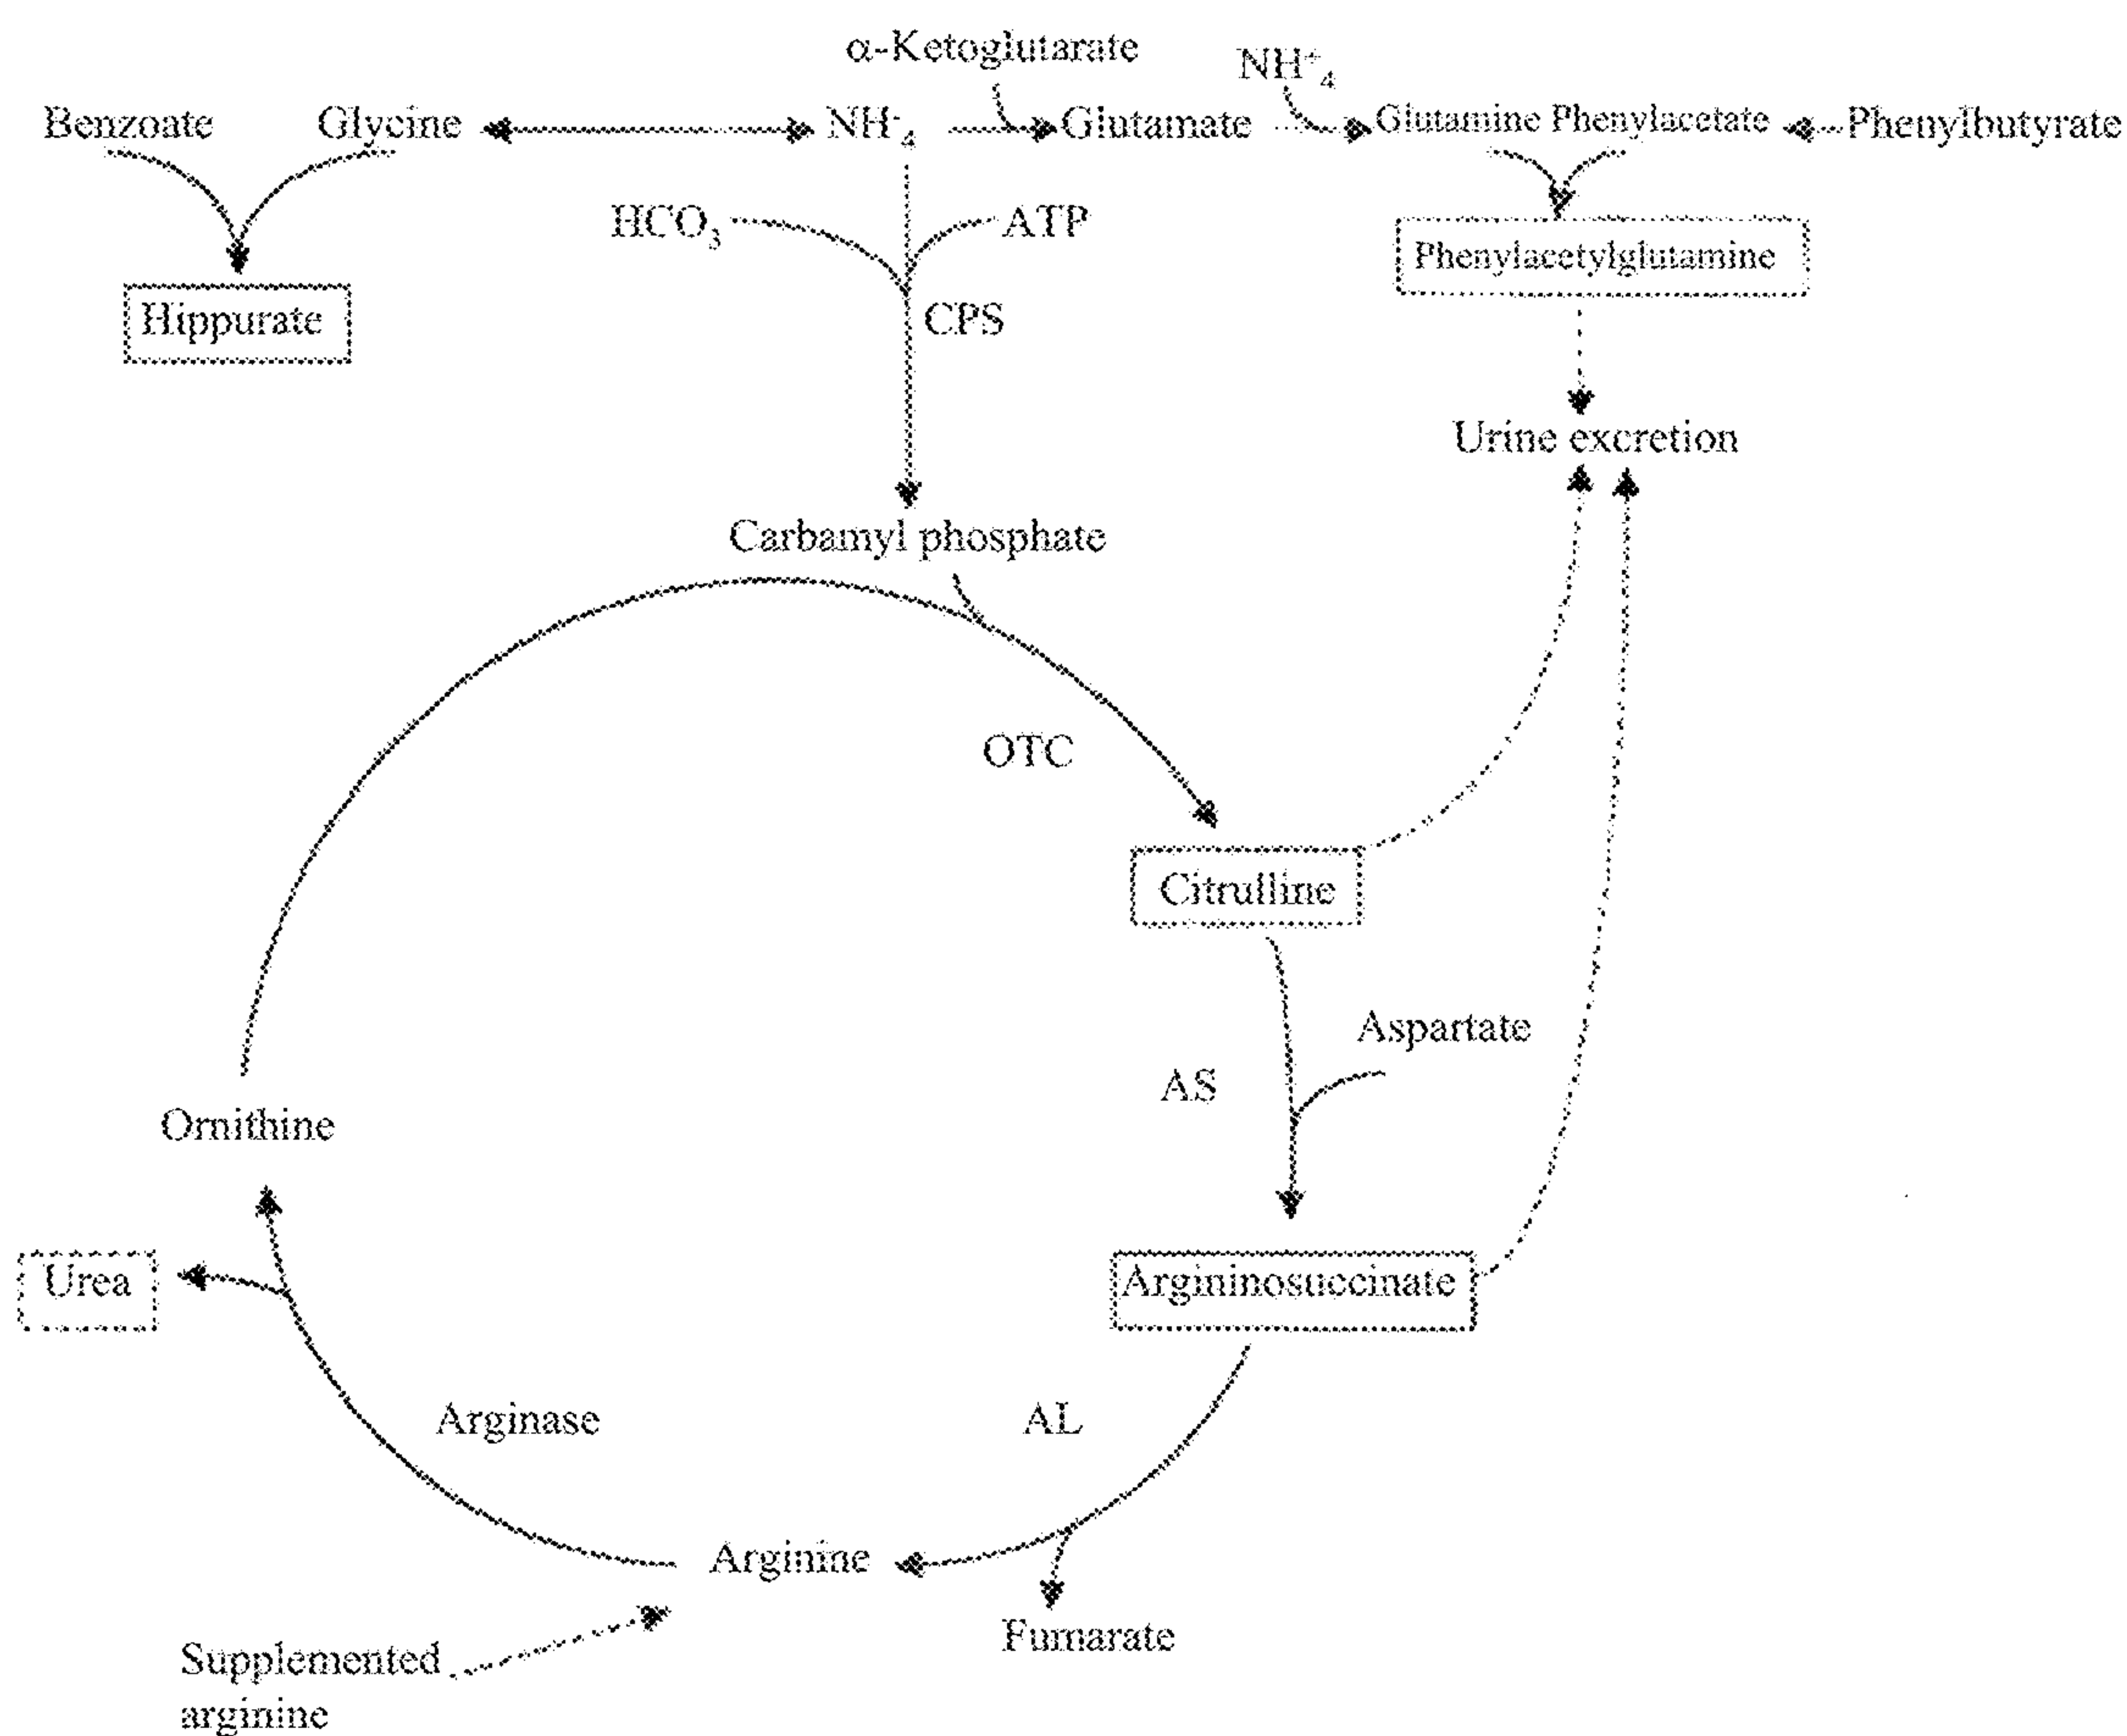 α-Ketoglutarate
NH⁺₄
Benzoate Glycine NH⁻₄ Glutamate Glutamine Phenylacetate Phenylbutyrate
HCO₃ ATP
Phenylacetylglutamine
Hippurate CPS
Urine excretion
Carbamyl phosphate
OTC
Citrulline
Aspartate
AS
Ornithine
Urea Argininosuccinate
Arginase AL
Arginine
Fumarate
Supplemented
arginine